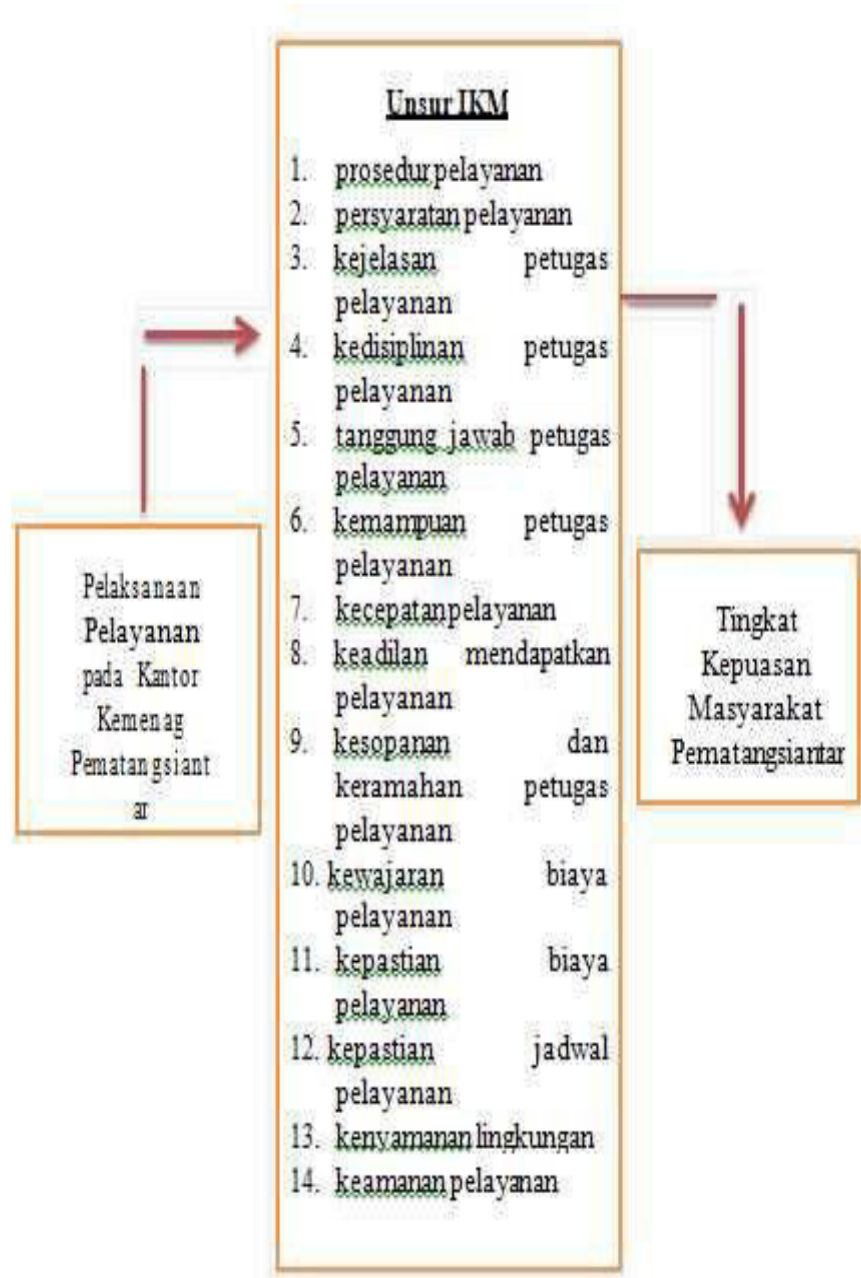 Pelaksanaan
Pelayanan
pada Kantor
Kemenag
Pematangsiant
ar
Unsur IKM
1. prosedur pelayanan
2. persyaratan pelayanan
3. kejelasan petugas
pelayanan
4. kedisiplinan petugas
pelayanan
5. tanggung jawab petugas
pelayanan
6. kemampuan petugas
pelayanan
7. kecepatan pelayanan
8. keadilan mendapatkan
pelayanan
9. kesopanan dan
keramahan petugas
pelayanan
10. kewajaran biaya
pelayanan
11. kepastian biaya
pelayanan
12. kepastian jadwal
pelayanan
13. kenyamanan lingkungan
14. keamanan pelayanan
Tingkat
Kepuasan
Masyarakat
Pematangsiantar